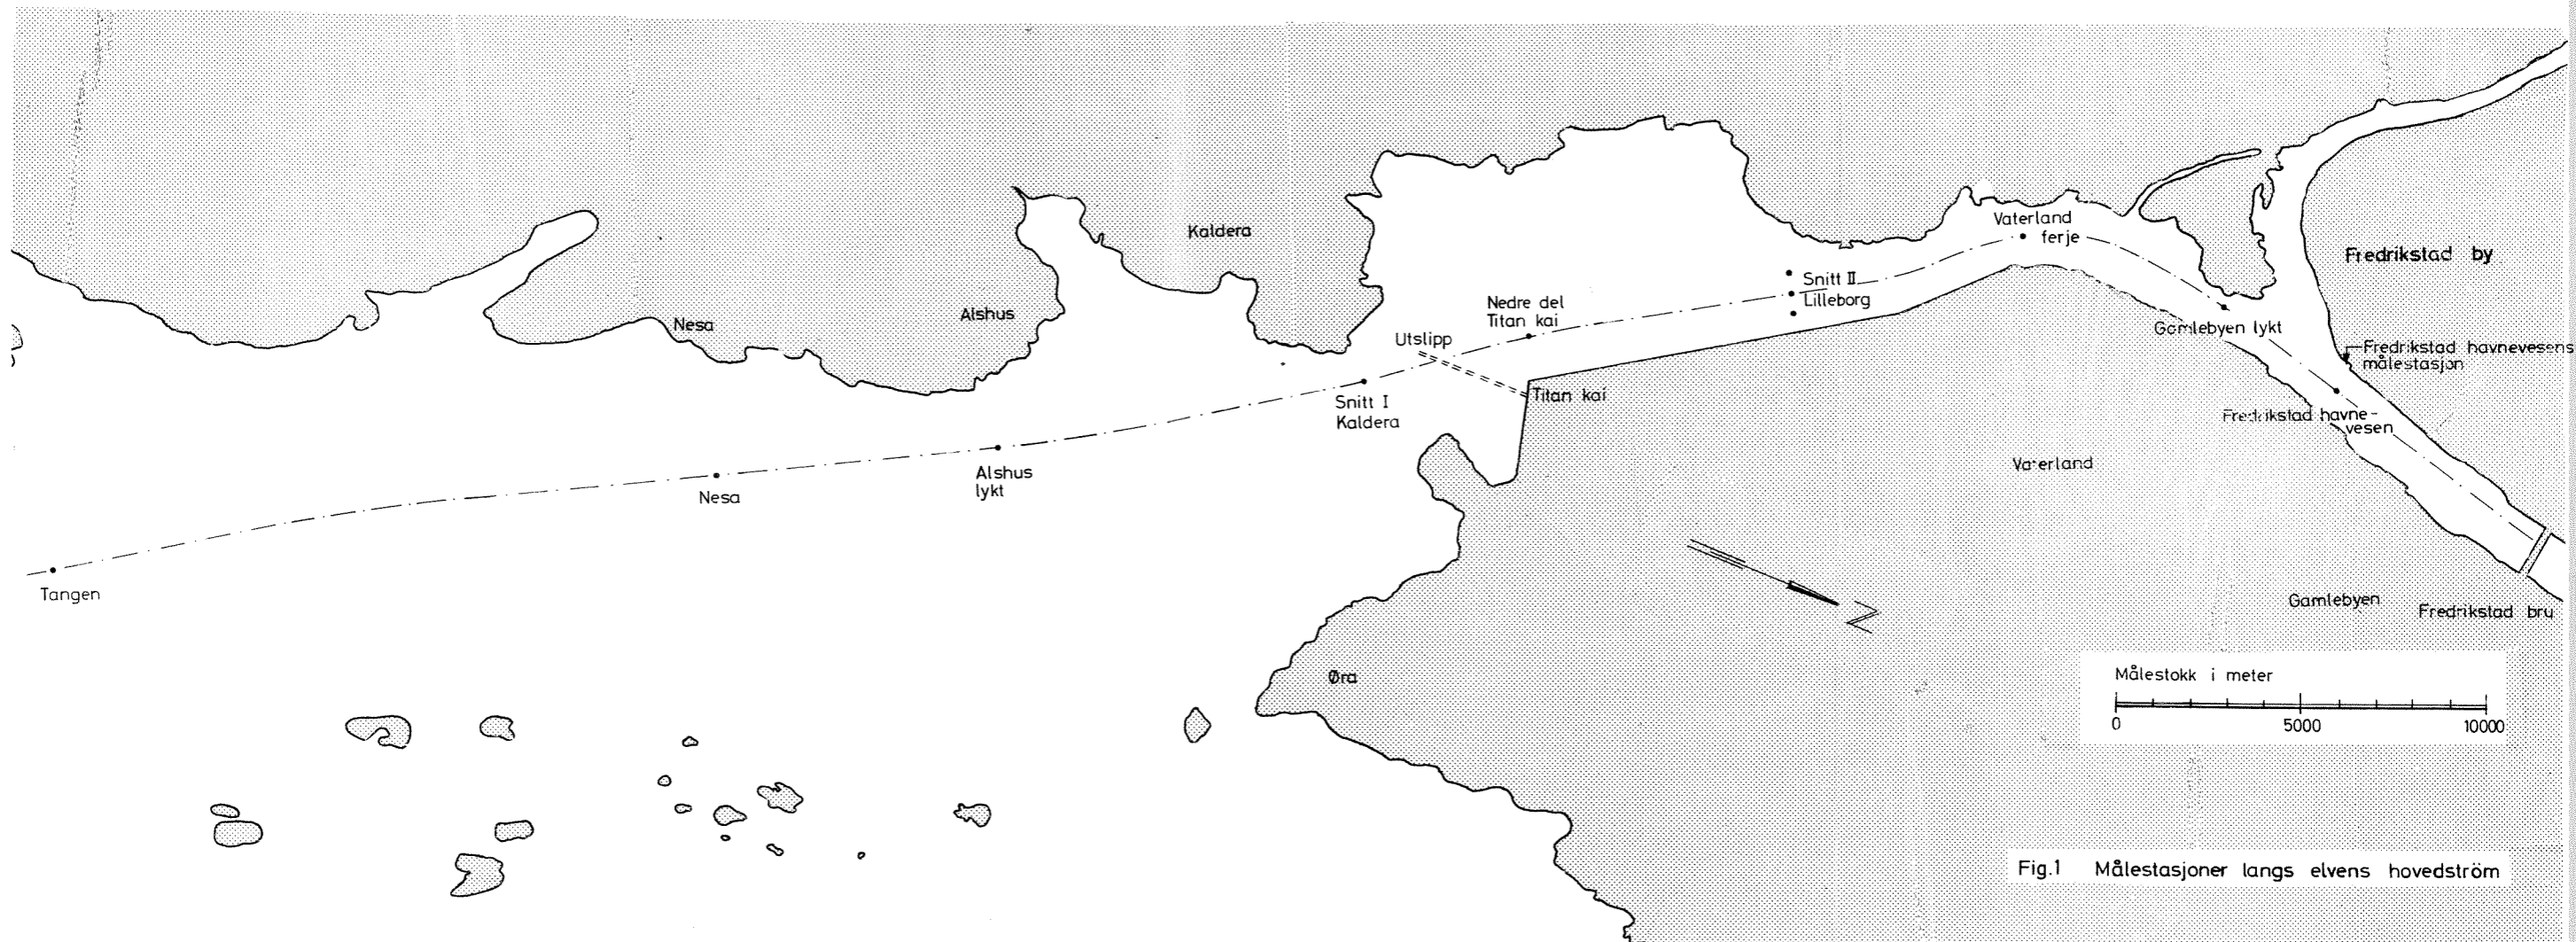 Kaldera
Vaterland
ferje
Fredrikstad by
Snitt II
Lilleborg
Nedre del
Titan kai
Alshus
Nesa
Utslipp
Gamlebyen lykt
Fredrikstad havnevesens
målestasjon
Titan kai
Snitt I
Kaldera
Fredrikstad havne-
vesen
Vaterland
Alshus
lykt
Nesa
Tangen
N
Gamlebyen
Fredrikstad bru
Øra
Målestokk i meter
0 5000 10000
Fig.1 Målestasjoner langs elvens hovedström